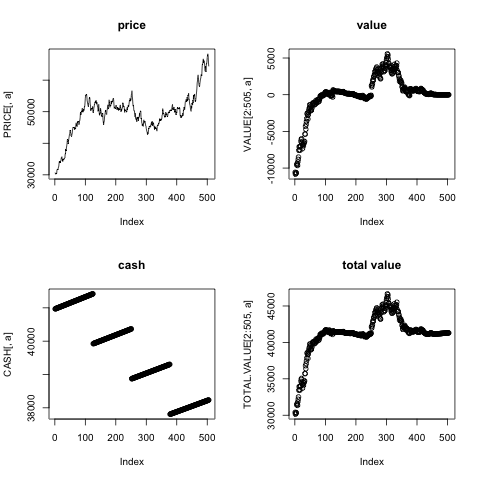 price
PRICE[, a]
30000 50000
0 100 200 300 400 500
Index
value
VALUE[2:505, a]
-10000 -5000 0 5000
0 100 200 300 400 500
Index
cash
CASH[, a]
38000 40000
0 100 200 300 400 500
Index
total value
TOTAL.VALUE[2:505, a]
30000 35000 40000 45000
0 100 200 300 400 500
Index